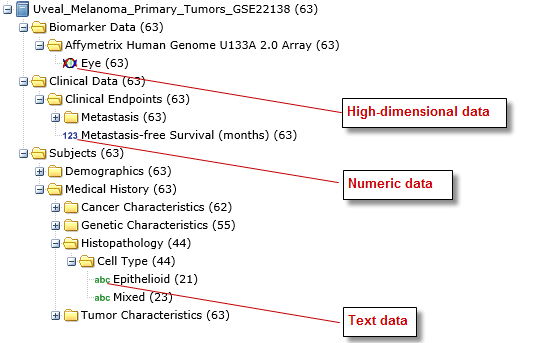 Uveal_Melanoma_Primary_Tumors_GSE22138 (63)
Biomarker Data (63)
Affymetrix Human Genome U133A 2.0 Array (63)
Eye (63)
Clinical Data (63)
Clinical Endpoints (63)
High-dimensional data
Metastasis (63)
123 Metastasis-free Survival (months) (63)
Subjects (63)
Demographics (63)
Numeric data
Medical History (63)
Cancer Characteristics (62)
Genetic Characteristics (55)
Histopathology (44)
Cell Type (44)
abc Epithelioid (21)
abc Mixed (23)
Tumor Characteristics (63)
Text data